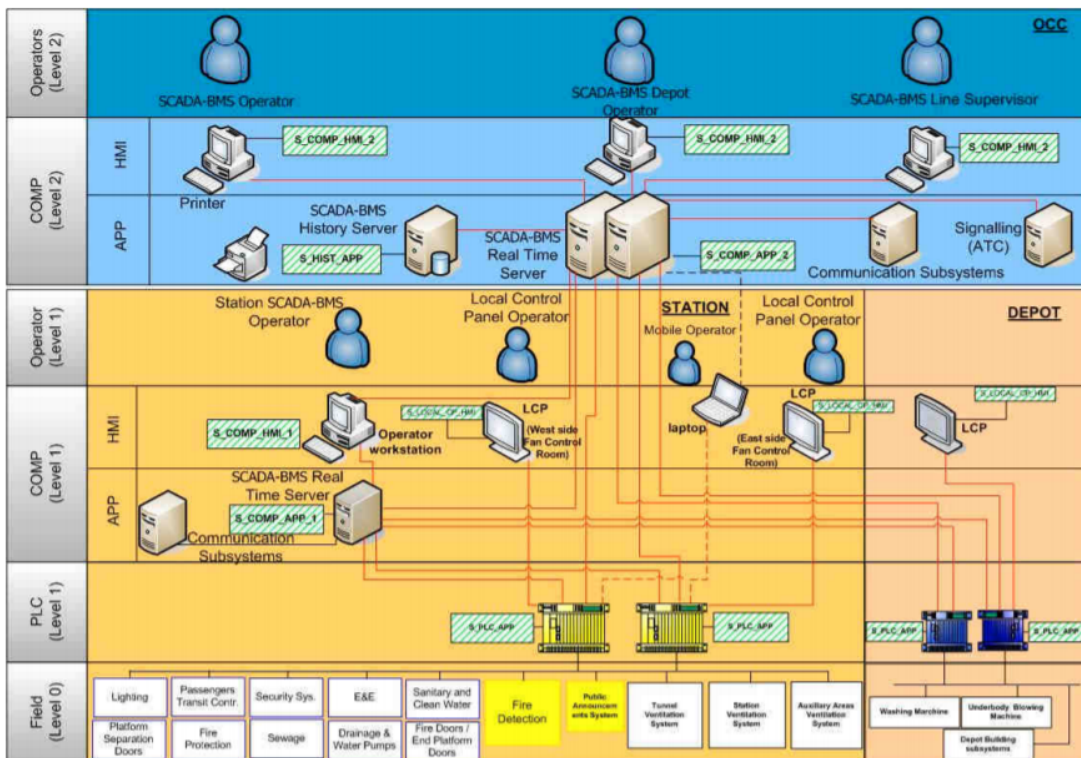 Operators
(Level 2)
OCC
SCADA-BMS Operator
SCADA-BMS Depot
Operator
SCADA-BMS Line Supervisor
COMP
(Level 2)
HMI
S_COMP_HMI_2
S_COMP_HMI_2
S_COMP_HMI_2
Printer
APP
SCADA-BMS
History Server
S_HIST_APP
SCADA-BMS
Real Time
Server
S_COMP_APP_2
Communication Subsystems
Signalling
(ATC)
Operator
(Level 1)
Station SCADA-BMS
Operator
Local Control
Panel Operator
STATION
Mobile Operator
Local Control
Panel Operator
DEPOT
COMP
(Level 1)
HMI
S_COMP_HMI_1
Operator
workstation
S_LOCAL_CP_HMI
LCP
(West side
Fan Control
Room)
laptop
LCP
(East side
Fan Control
Room)
S_LOCAL_CP_HMI
S_LOCAL_CP_HMI
LCP
APP
SCADA-BMS Real
Time Server
S_COMP_APP_1
Communication
Subsystems
PLC
(Level 1)
S_PLC_APP
S_PLC_APP
S_PLC_APP
S_PLC_APP
Field
(Level 0)
Lighting
Passengers
Transit Contr.
Security Sys.
E&E
Sanitary and
Clean Water
Fire
Detection
Public
Announcem
ents System
Tunnel
Ventilation
System
Station
Ventilation
System
Auxiliary Areas
Ventilation
System
Washing Marchine
Underbody Blowing
Machine
Depot Building
subsystems
Platform
Separation
Doors
Fire
Protection
Sewage
Drainage &
Water Pumps
Fire Doors /
End Platform
Doors